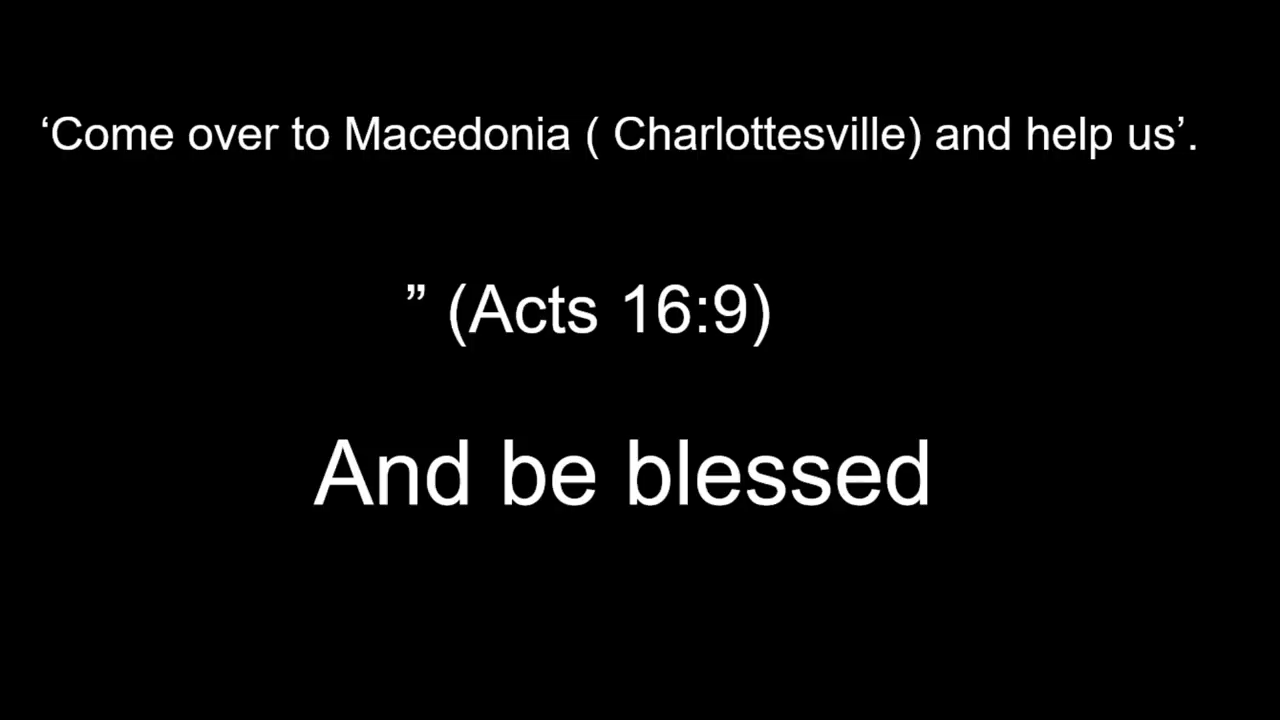 ‘Come over to Macedonia ( Charlottesville) and help us’.
” (Acts 16:9)
And be blessed